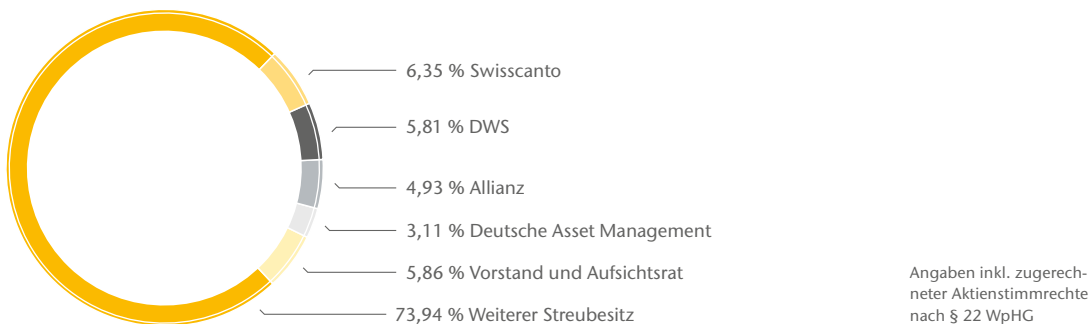 6,35 % Swisscanto
5,81 % DWS
4,93 % Allianz
3,11 % Deutsche Asset Management
5,86 % Vorstand und Aufsichtsrat
73,94 % Weiterer Streubesitz
Angaben inkl. zugerech-
neter Aktienstimmrechte
nach § 22 WpHG